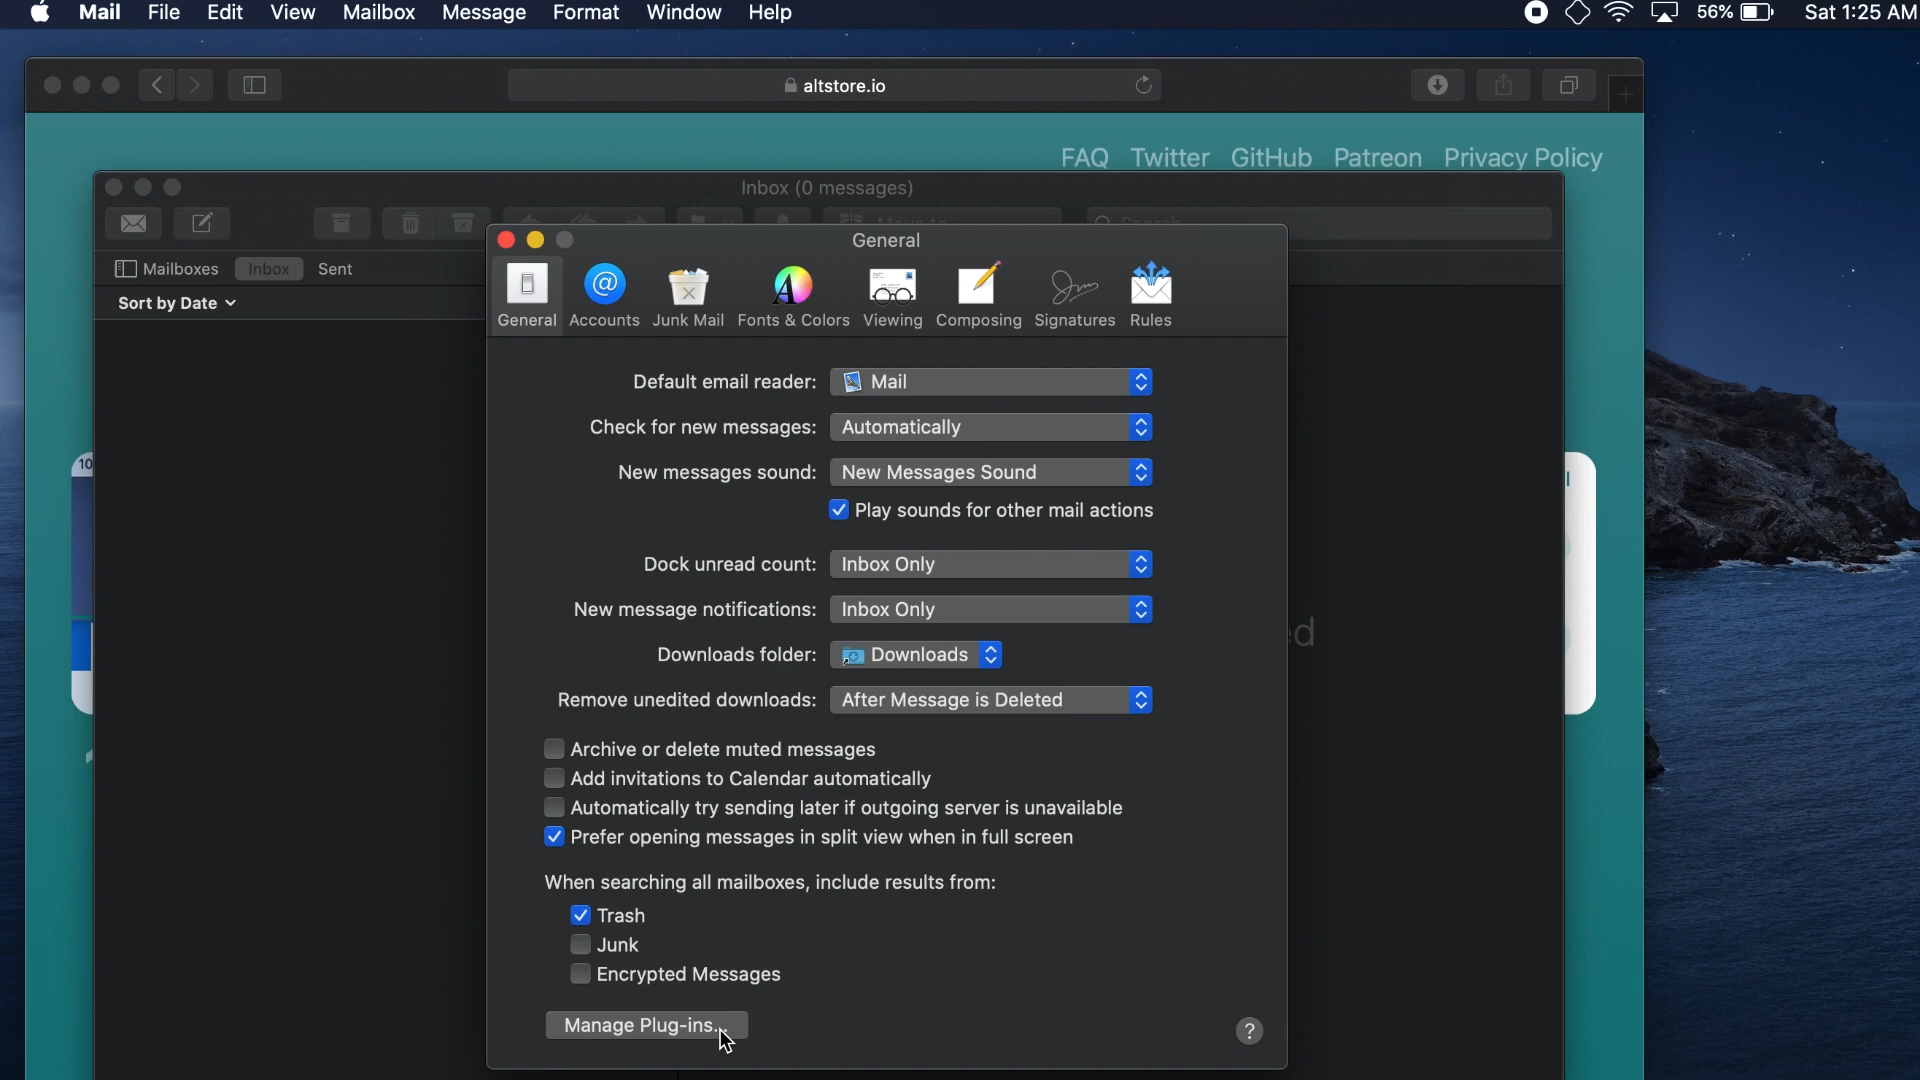 Mail File Edit View Mailbox Message Format Window Help 56% Sat 1:25 AM
altstore.io
FAQ Twitter GitHub Patreon Privacy Policy
Inbox (0 messages)
Mailboxes Inbox Sent
Sort by Date
General
General Accounts Junk Mail Fonts & Colors Viewing Composing Signatures Rules
Default email reader: Mail
Check for new messages: Automatically
New messages sound: New Messages Sound
Play sounds for other mail actions
Dock unread count: Inbox Only
New message notifications: Inbox Only
Downloads folder: Downloads
Remove unedited downloads: After Message is Deleted
Archive or delete muted messages
Add invitations to Calendar automatically
Automatically try sending later if outgoing server is unavailable
Prefer opening messages in split view when in full screen
When searching all mailboxes, include results from:
Trash
Junk
Encrypted Messages
Manage Plug-ins...
?